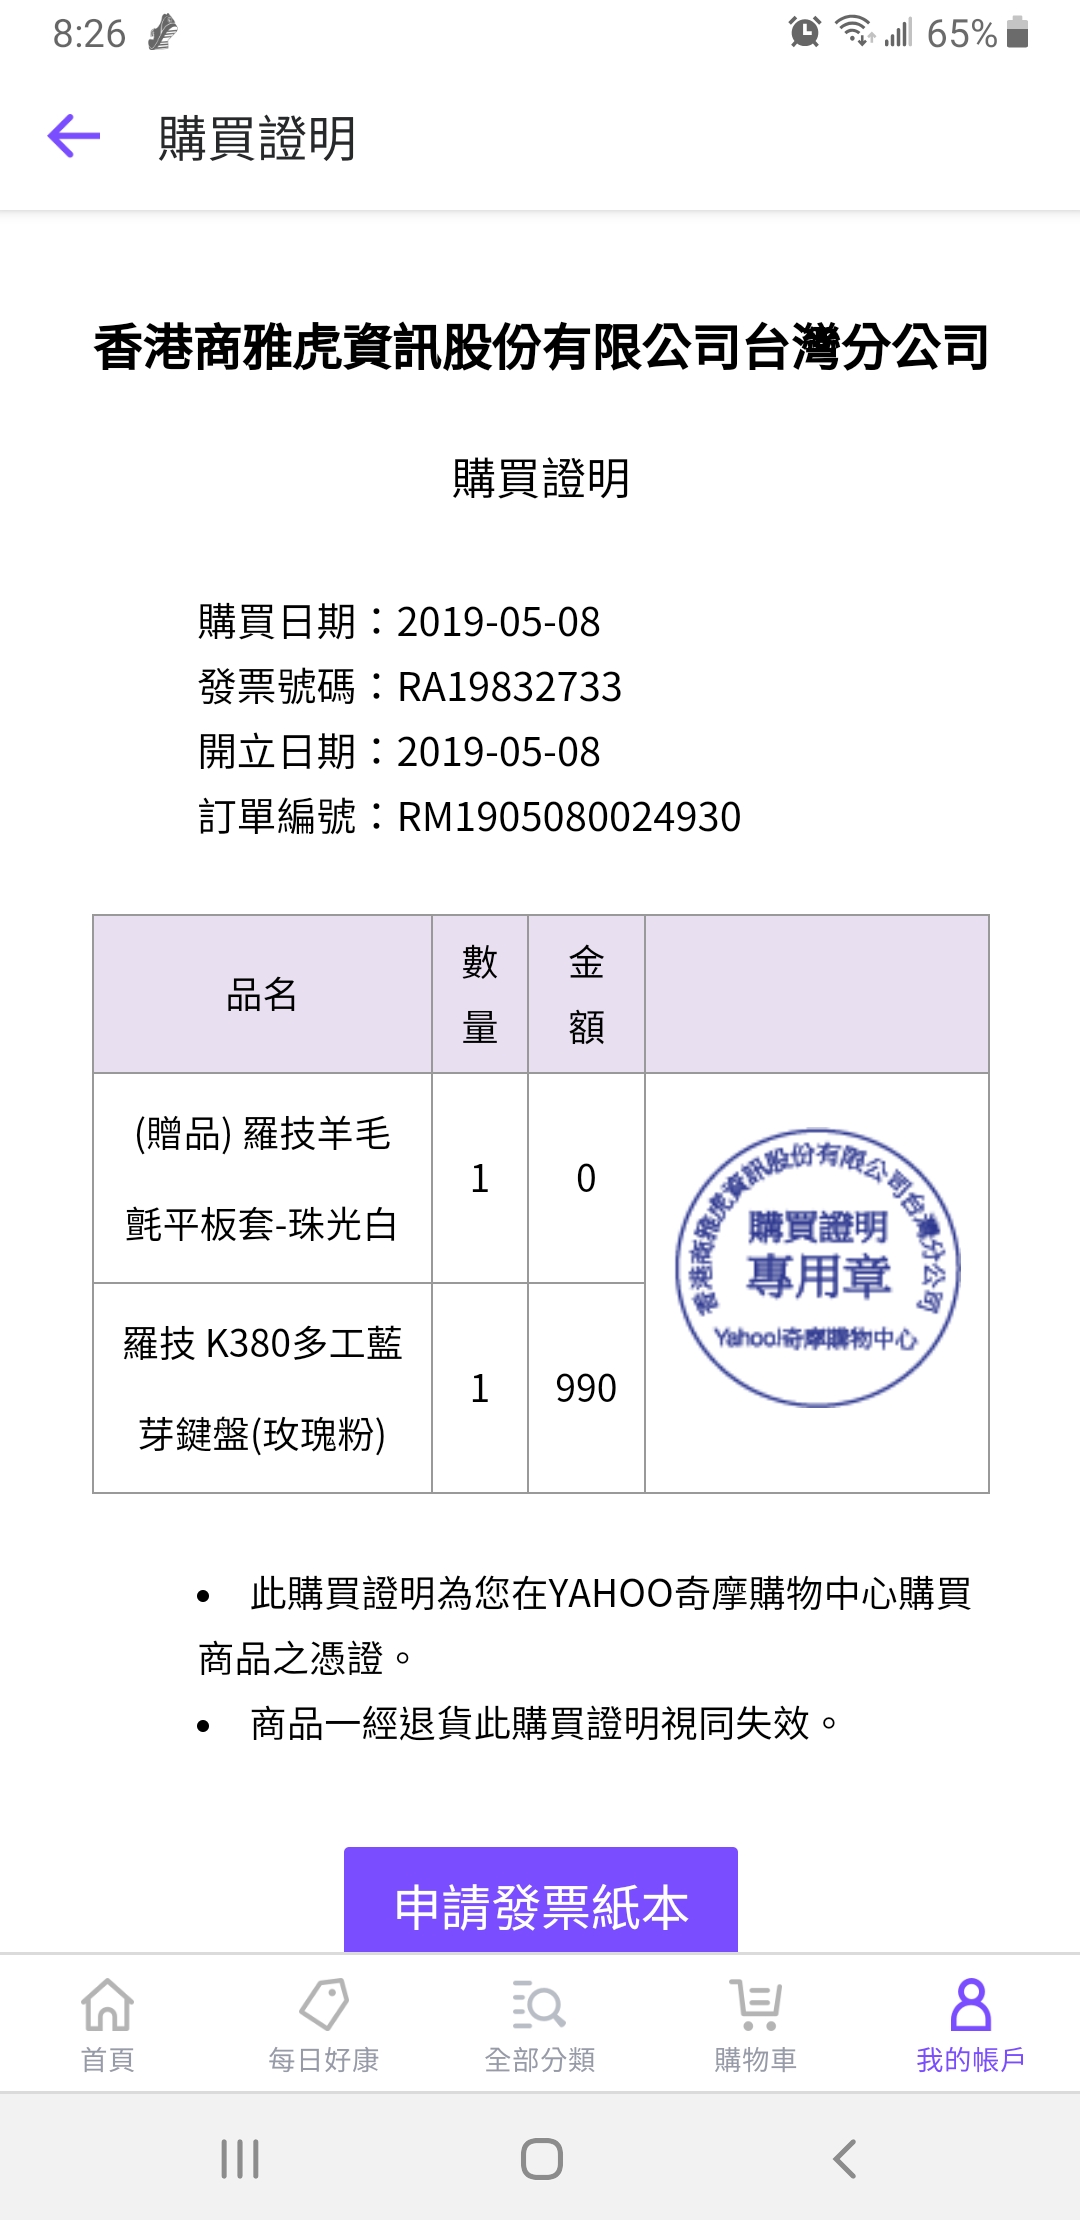 8:26
65%
購買證明
香港商雅虎資訊股份有限公司台灣分公司
購買證明
購買日期：2019-05-08
發票號碼：RA19832733
開立日期：2019-05-08
訂單編號：RM1905080024930
品名
數
量
金
額
(贈品) 羅技羊毛
氈平板套-珠光白
1
0
羅技 K380多工藍
芽鍵盤(玫瑰粉)
1
990
香港商雅虎資訊股份有限公司台灣分公司
購買證明
專用章
Yahoo!奇摩購物中心
• 此購買證明為您在YAHOO奇摩購物中心購買
商品之憑證。
• 商品一經退貨此購買證明視同失效。
申請發票紙本
首頁
每日好康
全部分類
購物車
我的帳戶